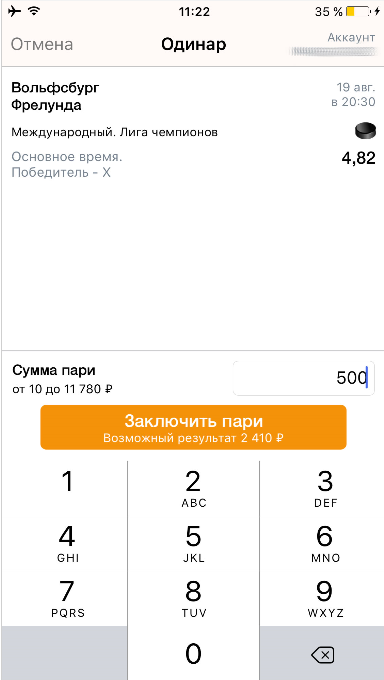 11:22
35 %
Отмена
Одинар
Аккаунт
Вольфсбург
Фрелунда
19 авг.
в 20:30
Международный. Лига чемпионов
Основное время.
Победитель - X
4,82
Сумма пари
от 10 до 11 780 ₽
500
Заключить пари
Возможный результат 2 410 ₽
1
2
ABC
3
DEF
4
GHI
5
JKL
6
MNO
7
PQRS
8
TUV
9
WXYZ
0